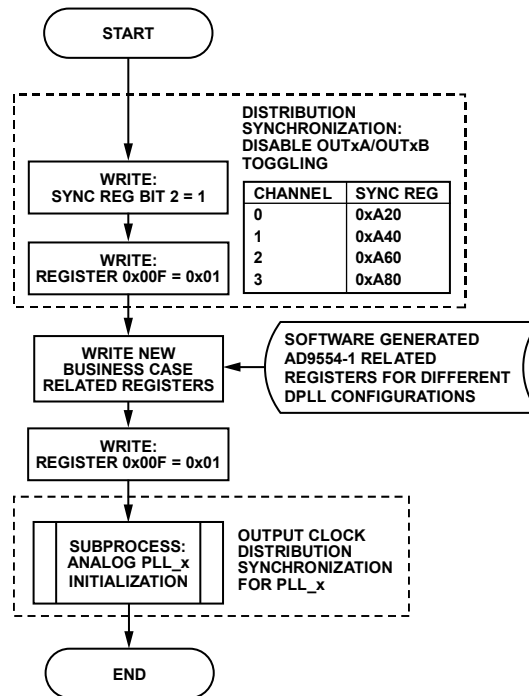 START
DISTRIBUTION
SYNCHRONIZATION:
DISABLE OUTxA/OUTxB
TOGGLING
WRITE:
SYNC REG BIT 2 = 1
CHANNEL SYNC REG
0 0xA20
1 0xA40
2 0xA60
3 0xA80
WRITE:
REGISTER 0x00F = 0x01
WRITE NEW
BUSINESS CASE
RELATED REGISTERS
SOFTWARE GENERATED
AD9554-1 RELATED
REGISTERS FOR DIFFERENT
DPLL CONFIGURATIONS
WRITE:
REGISTER 0x00F = 0x01
SUBPROCESS:
ANALOG PLL_x
INITIALIZATION
OUTPUT CLOCK
DISTRIBUTION
SYNCHRONIZATION
FOR PLL_x
END